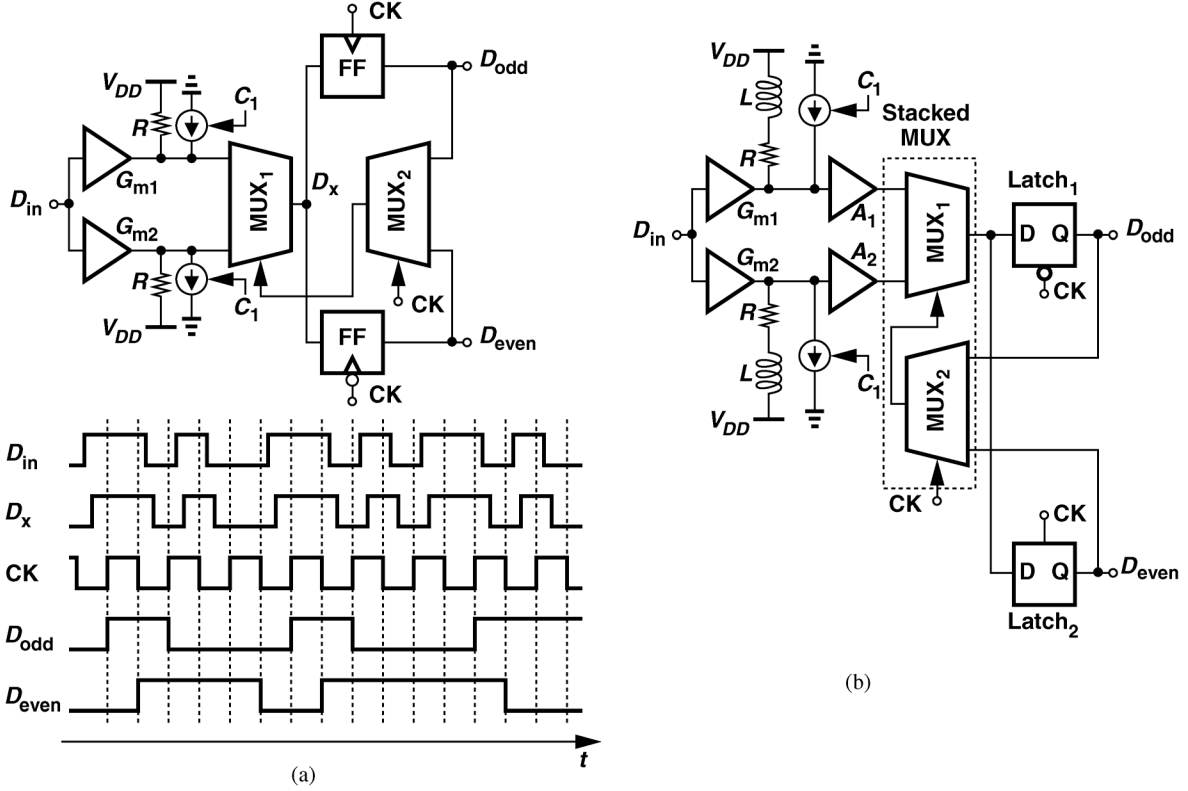 CK
FF
D_odd
V_DD
C_1
R
G_m1
D_in
MUX_1
D_x
MUX_2
G_m2
R
C_1
V_DD
CK
FF
D_even
CK
D_in
D_x
CK
D_odd
D_even
t
(a)
V_DD
L
C_1
R
Stacked
MUX
G_m1
A_1
MUX_1
Latch_1
D Q
D_odd
CK
D_in
G_m2
A_2
R
L
C_1
V_DD
MUX_2
CK
CK
D Q
D_even
Latch_2
(b)